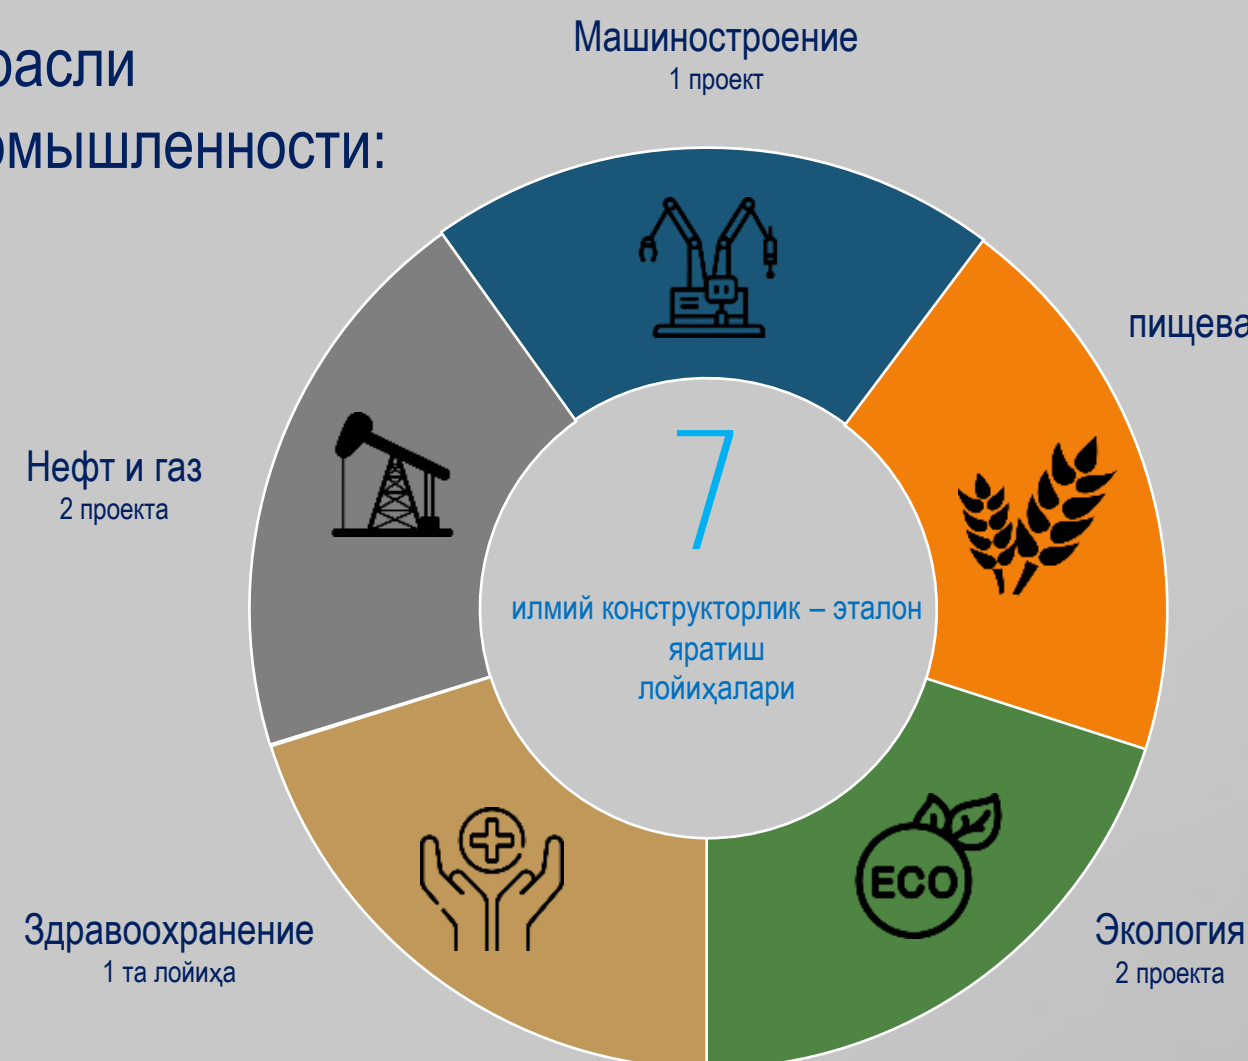 расли
омышленности:
Машиностроение
1 проект
пищева
Нефт и газ
2 проекта
7
илмий конструкторлик – эталон
яратиш
лойиҳалари
ECO
Здравоохранение
1 та лойиҳа
Экология
2 проекта